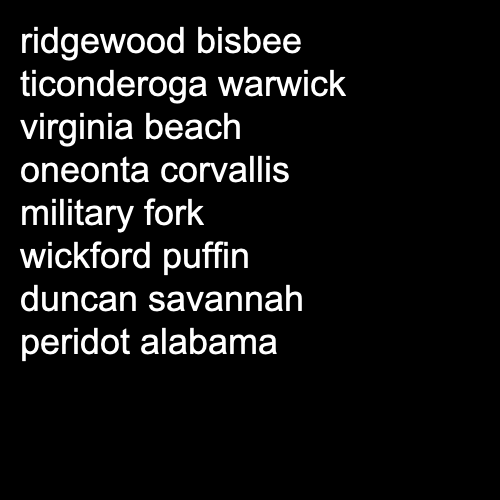 ridgewood bisbee
ticonderoga warwick
virginia beach
oneonta corvallis
military fork
wickford puffin
duncan savannah
peridot alabama